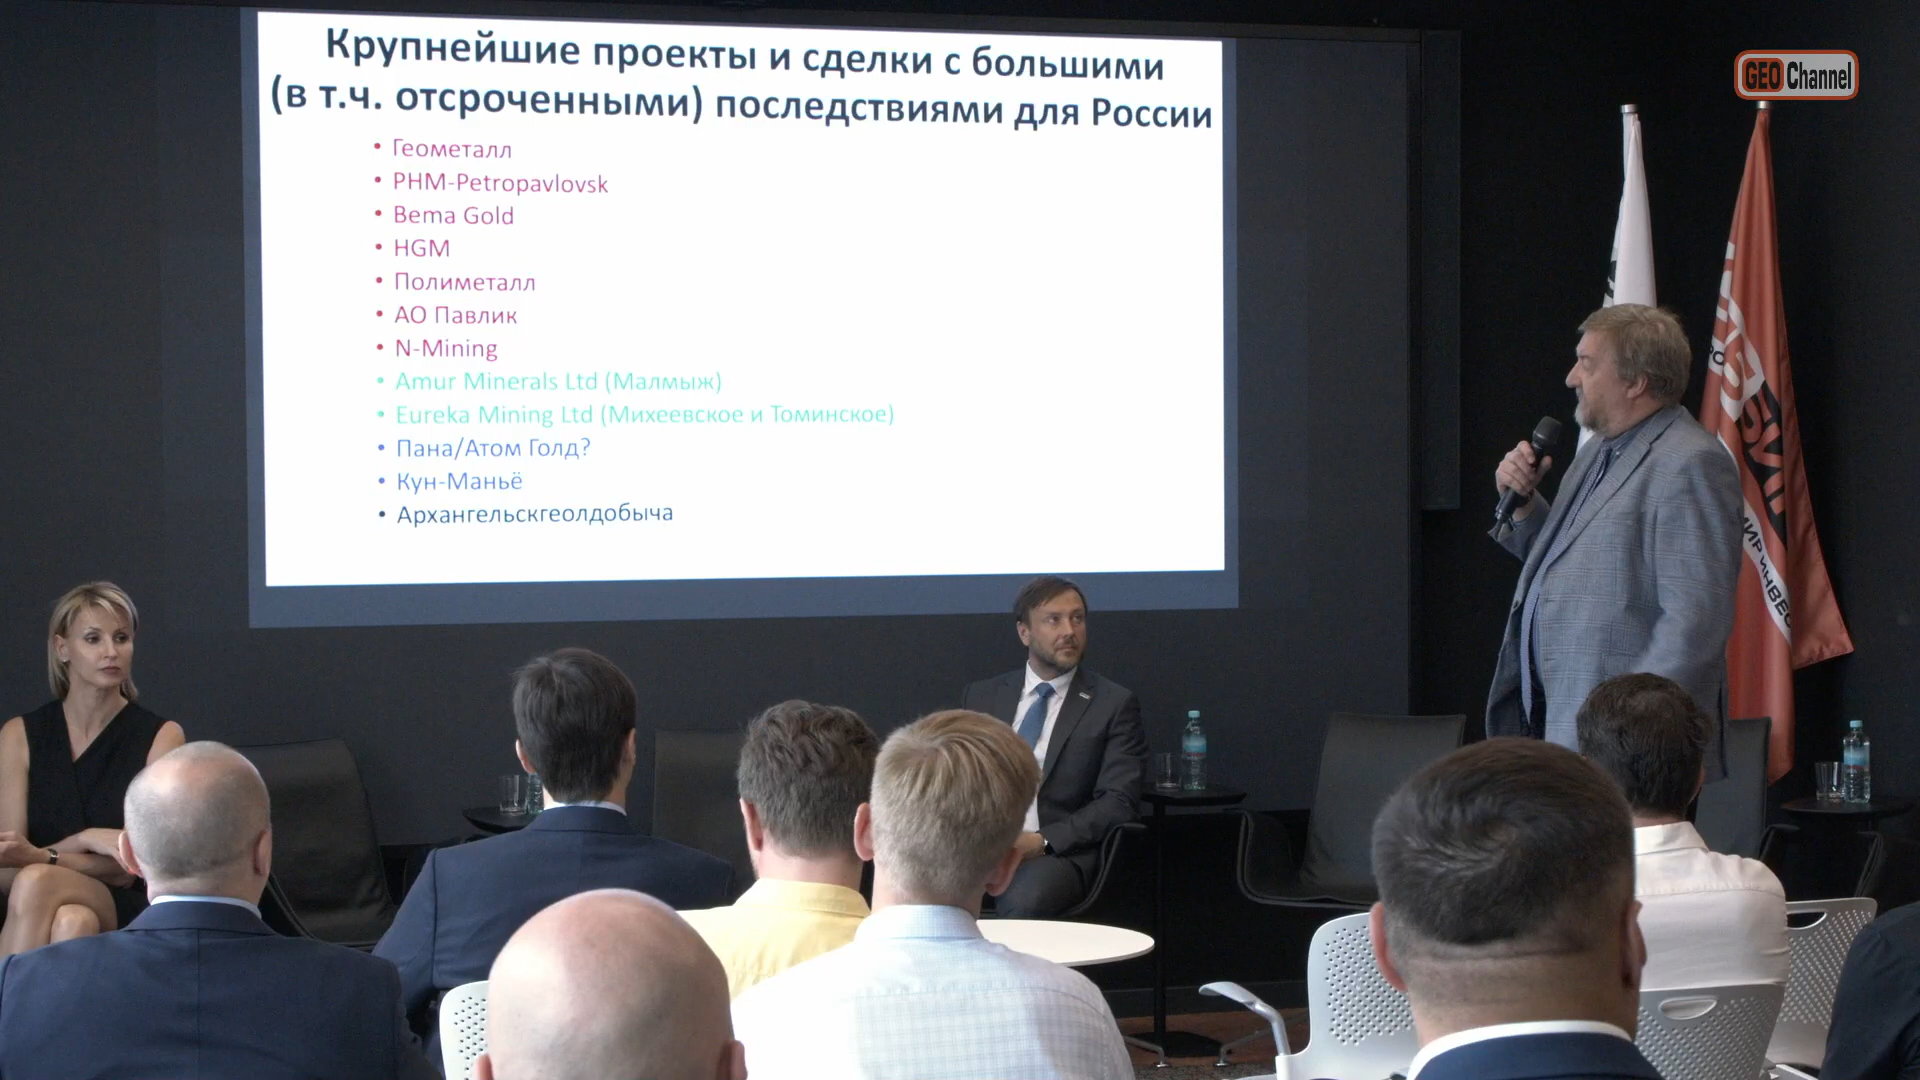 Крупнейшие проекты и сделки с большими
(в т.ч. отсроченными) последствиями для России
• Геометалл
• PHM-Petropavlovsk
• Bema Gold
• HGM
• Полиметалл
• АО Павлик
• N-Mining
• Amur Minerals Ltd (Малмыж)
• Eureka Mining Ltd (Михеевское и Томинское)
• Пана/Атом Голд?
• Кун-Маньё
• Архангельскгеолдобыча
GEO Channel